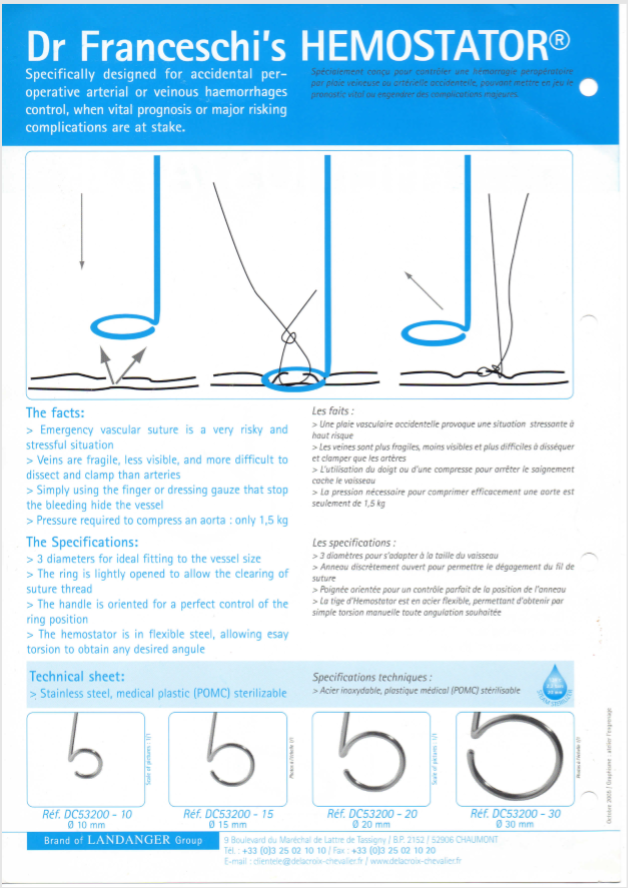 Dr Franceschi's HEMOSTATOR®
Specifically designed for accidental per-
operative arterial or veinous haemorrhages
control, when vital prognosis or major risking
complications are at stake.
Spécialement conçu pour contrôler une hémorragie peropératoire
par plaie veineuse ou artérielle accidentelle, pouvant mettre en jeu le
pronostic vital ou engendrer des complications majeures.
The facts:
> Emergency vascular suture is a very risky and
stressful situation
> Veins are fragile, less visible, and more difficult to
dissect and clamp than arteries
> Simply using the finger or dressing gauze that stop
the bleeding hide the vessel
> Pressure required to compress an aorta : only 1,5 kg
Les faits :
> Une plaie vasculaire accidentelle provoque une situation stressante à
haut risque
> Les veines sont plus fragiles, moins visibles et plus difficiles à disséquer
et clamper que les artères
> L'utilisation du doigt ou d'une compresse pour arrêter le saignement
cache le vaisseau
> La pression nécessaire pour comprimer efficacement une aorte est
seulement de 1,5 kg
The Specifications:
> 3 diameters for ideal fitting to the vessel size
> The ring is lightly opened to allow the clearing of
suture thread
> The handle is oriented for a perfect control of the
ring position
> The hemostator is in flexible steel, allowing esay
torsion to obtain any desired angule
Les specifications :
> 3 diamètres pour s'adapter à la taille du vaisseau
> Anneau discrètement ouvert pour permettre le dégagement du fil de
suture
> Poignée orientée pour un contrôle parfait de la position de l'anneau
> La tige d'Hemostator est en acier flexible, permettant d'obtenir par
simple torsion manuelle toute angulation souhaitée
Technical sheet:
> Stainless steel, medical plastic (POMC) sterilizable
Specifications techniques :
> Acier inoxydable, plastique médical (POMC) stérilisable
Scale of pictures : 1/1
Photos à l'échelle 1/1
Scale of pictures : 1/1
Photos à l'échelle 1/1
Réf. DC53200 - 10
Ø 10 mm
Réf. DC53200 - 15
Ø 15 mm
Réf. DC53200 - 20
Ø 20 mm
Réf. DC53200 - 30
Ø 30 mm
Octobre 2005 / Graphisme : atelier l'empreinte
Brand of LANDANGER Group
9 Boulevard du Maréchal de Lattre de Tassigny / B.P. 2152 / 52906 CHAUMONT
Tél. : +33 (0)3 25 02 10 10 / Fax : +33 (0)3 25 02 10 20
E-mail : clientele@delacroix-chevalier.fr / www.delacroix-chevalier.fr